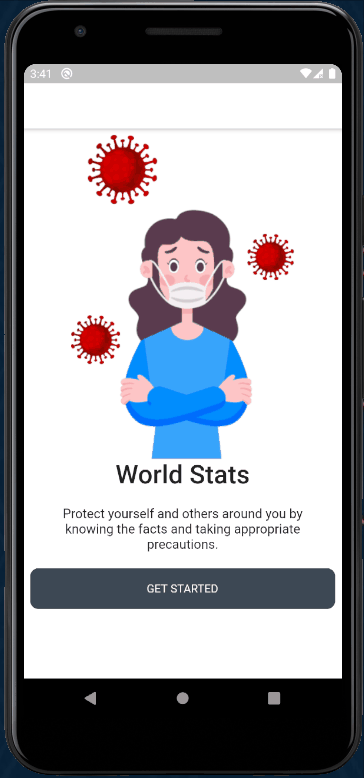 3:41
World Stats
Protect yourself and others around you by
knowing the facts and taking appropriate
precautions.
GET STARTED